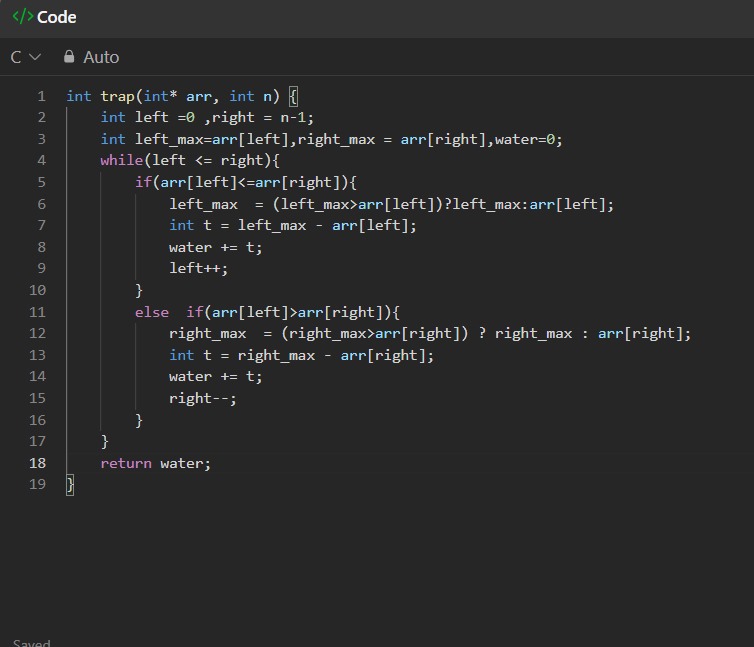 </> Code
C Auto
1 int trap(int* arr, int n) {
2     int left =0 ,right = n-1;
3     int left_max=arr[left],right_max = arr[right],water=0;
4     while(left <= right){
5         if(arr[left]<=arr[right]){
6             left_max  = (left_max>arr[left])?left_max:arr[left];
7             int t = left_max - arr[left];
8             water += t;
9             left++;
10         }
11         else  if(arr[left]>arr[right]){
12             right_max  = (right_max>arr[right]) ? right_max : arr[right];
13             int t = right_max - arr[right];
14             water += t;
15             right--;
16         }
17     }
18     return water;
19 }
Saved